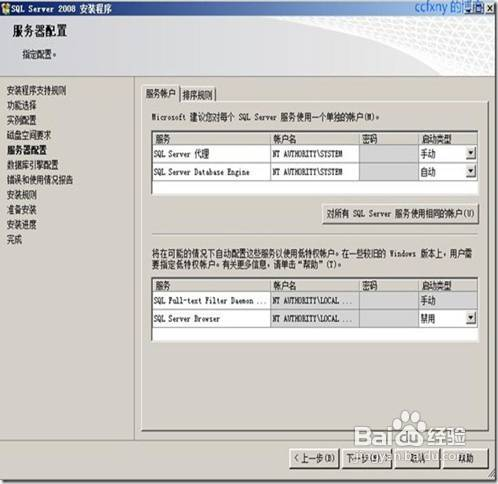 SQL Server 2008 安装程序
ccfxny 的博客
服务器配置
指定配置。
安装程序支持规则
功能选择
实例配置
磁盘空间要求
服务器配置
数据库引擎配置
错误和使用情况报告
安装规则
准备安装
安装进度
完成
服务帐户 排序规则
Microsoft 建议您对每个 SQL Server 服务使用一个单独的帐户(M)。
服务 帐户名 密码 启动类型
SQL Server 代理 NT AUTHORITY\SYSTEM 手动
SQL Server Database Engine NT AUTHORITY\SYSTEM 自动
对所有 SQL Server 服务使用相同的帐户(U)
将在可能的情况下自动配置这些服务以使用低特权帐户。在一些较旧的 Windows 版本上，用户需
要指定低特权帐户。有关更多信息，请单击“帮助”(T)。
服务 帐户名 密码 启动类型
SQL Full-text Filter Daemon ... NT AUTHORITY\LOCAL ... 手动
SQL Server Browser NT AUTHORITY\LOCAL ... 禁用
Baidu 经验
jingyan.baidu.com
< 上一步(B) 下一步(N) > 取消 帮助